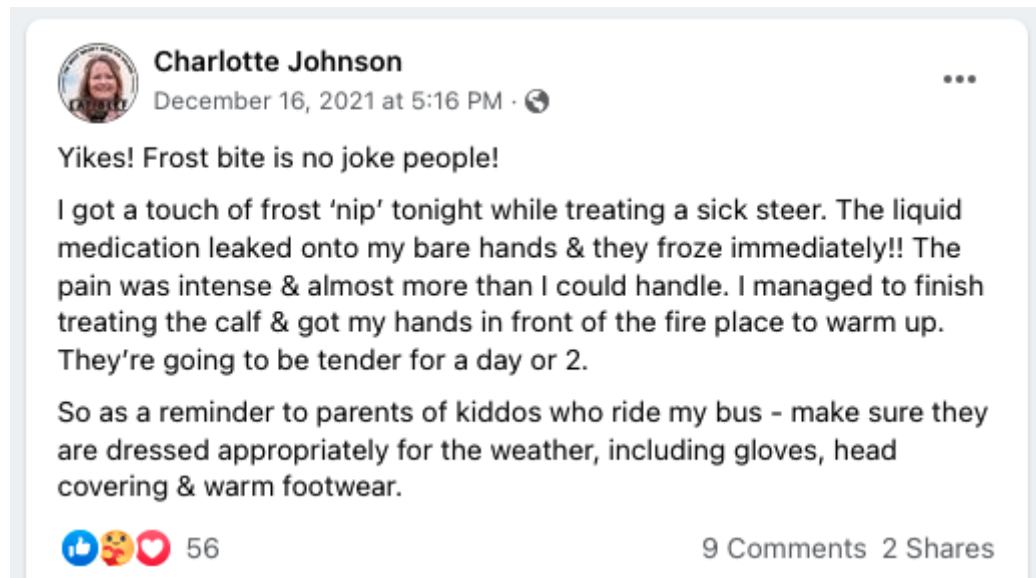 Charlotte Johnson
December 16, 2021 at 5:16 PM ·
Yikes! Frost bite is no joke people!
I got a touch of frost ‘nip’ tonight while treating a sick steer. The liquid
medication leaked onto my bare hands & they froze immediately!! The
pain was intense & almost more than I could handle. I managed to finish
treating the calf & got my hands in front of the fire place to warm up.
They’re going to be tender for a day or 2.
So as a reminder to parents of kiddos who ride my bus - make sure they
are dressed appropriately for the weather, including gloves, head
covering & warm footwear.
56
9 Comments 2 Shares